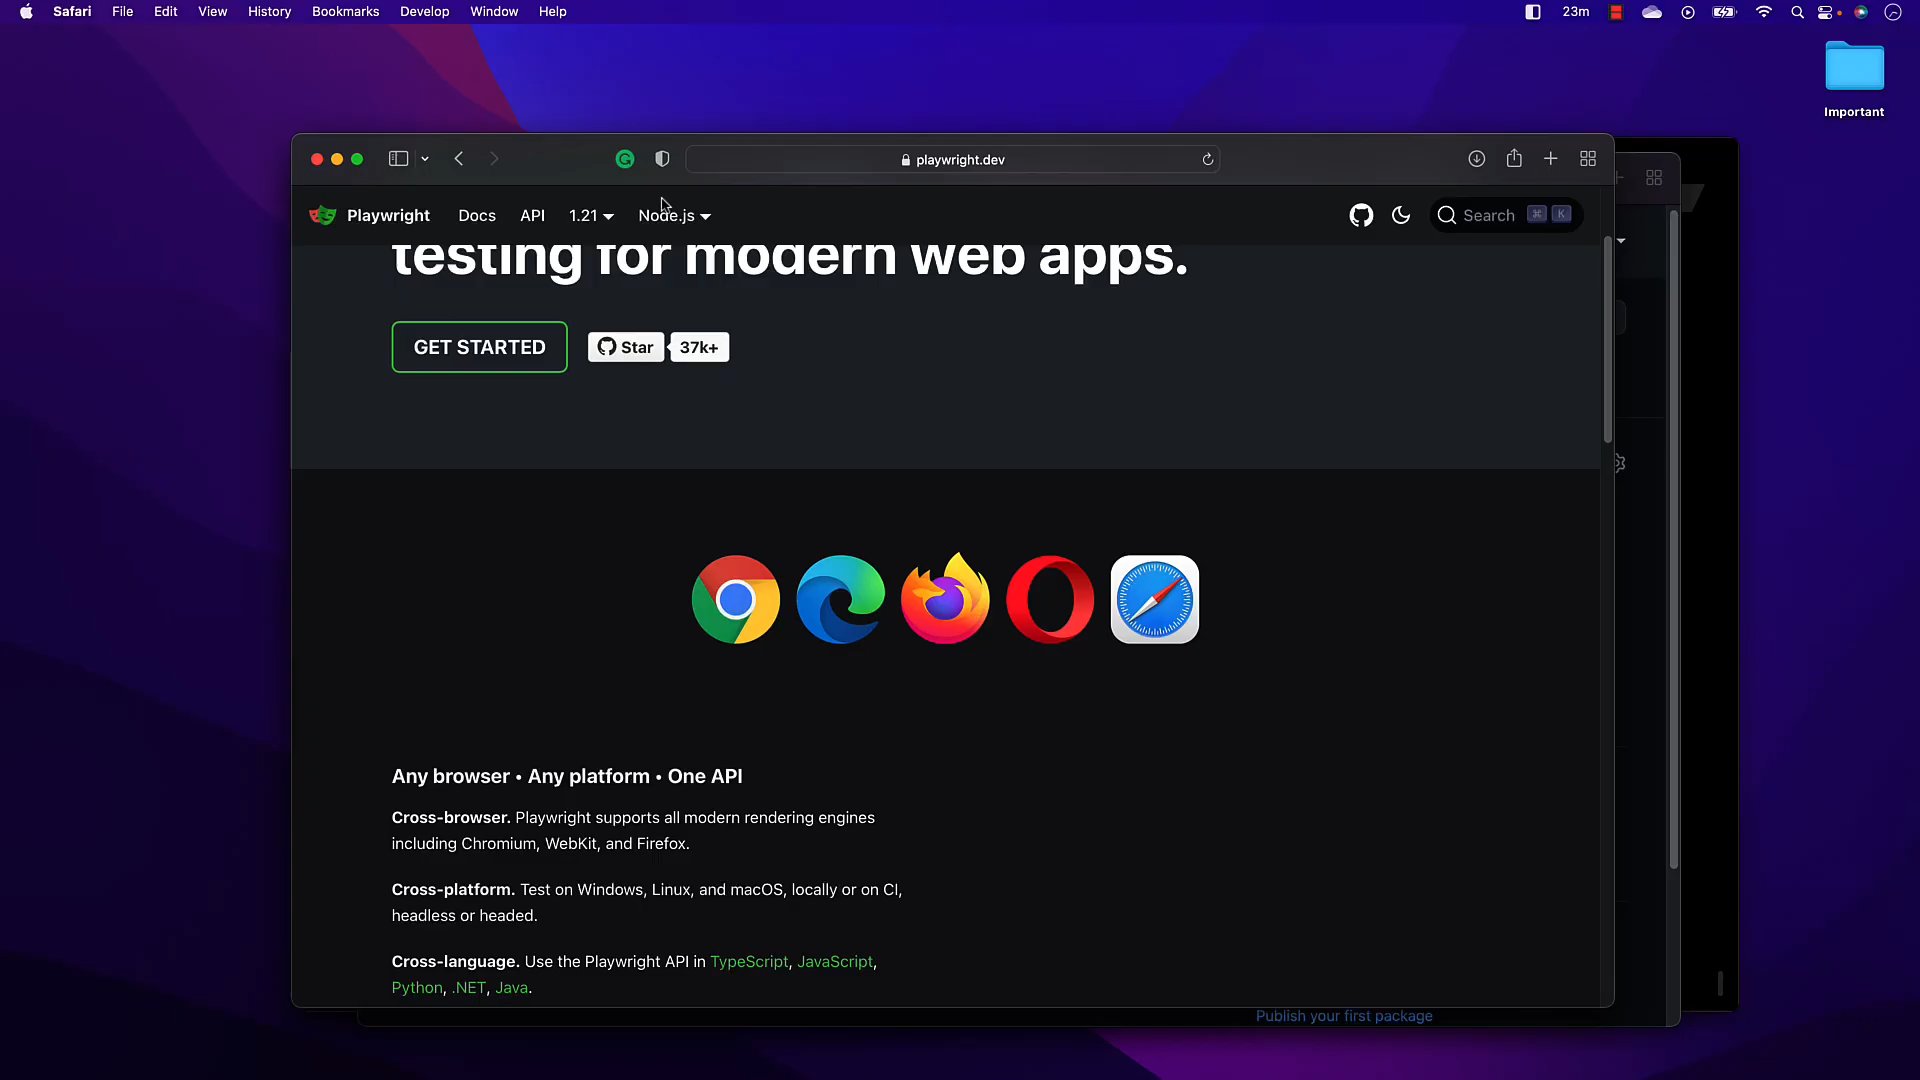 Safari File Edit View History Bookmarks Develop Window Help 23m
Important
playwright.dev
Playwright Docs API 1.21 Node.js Search ⌘ K
testing for modern web apps.
GET STARTED Star 37k+
Any browser • Any platform • One API
Cross-browser. Playwright supports all modern rendering engines
including Chromium, WebKit, and Firefox.
Cross-platform. Test on Windows, Linux, and macOS, locally or on CI,
headless or headed.
Cross-language. Use the Playwright API in TypeScript, JavaScript,
Python, .NET, Java.
Publish your first package